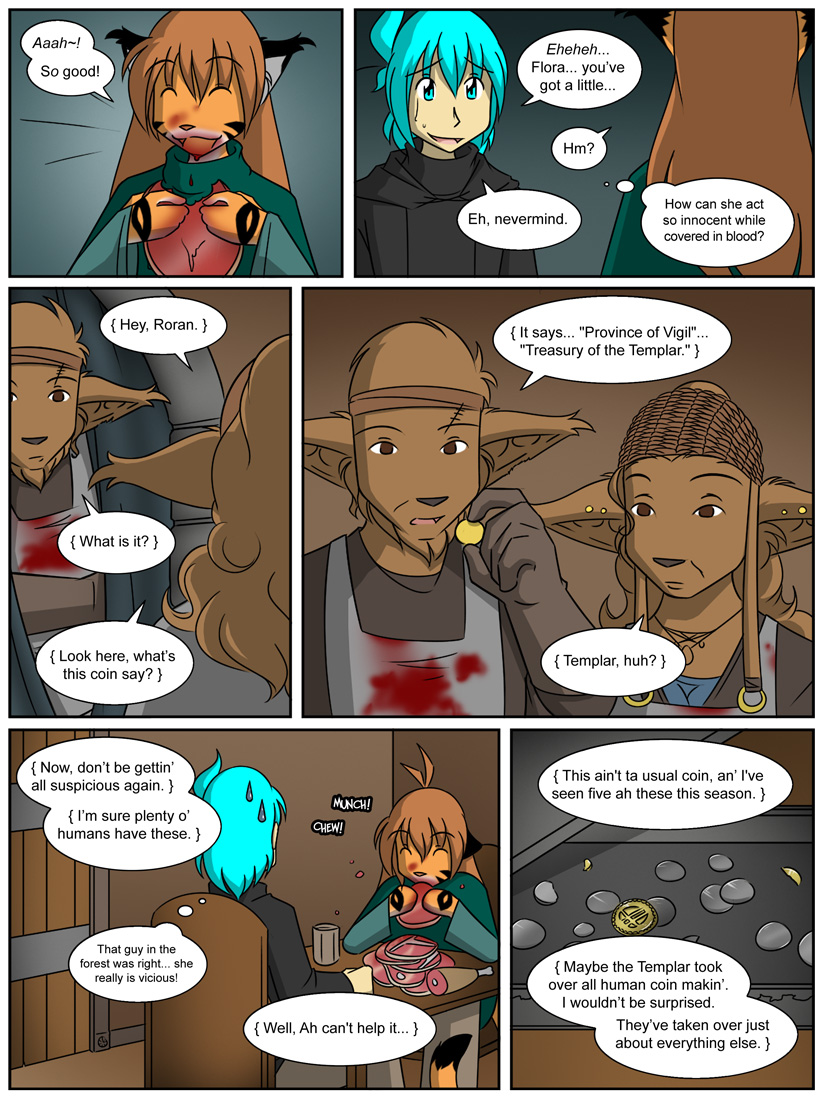 Aaah~!
So good!
Eheheh...
Flora... you've
got a little...
Hm?
Eh, nevermind.
How can she act
so innocent while
covered in blood?
{ Hey, Roran. }
{ What is it? }
{ Look here, what's
this coin say? }
{ It says... "Province of Vigil"...
"Treasury of the Templar." }
{ Templar, huh? }
{ Now, don't be gettin'
all suspicious again. }
{ I'm sure plenty o'
humans have these. }
MUNCH!
CHEW!
That guy in the
forest was right... she
really is vicious!
{ Well, Ah can't help it... }
{ This ain't ta usual coin, an' I've
seen five ah these this season. }
{ Maybe the Templar took
over all human coin makin'.
I wouldn't be surprised.
They've taken over just
about everything else. }